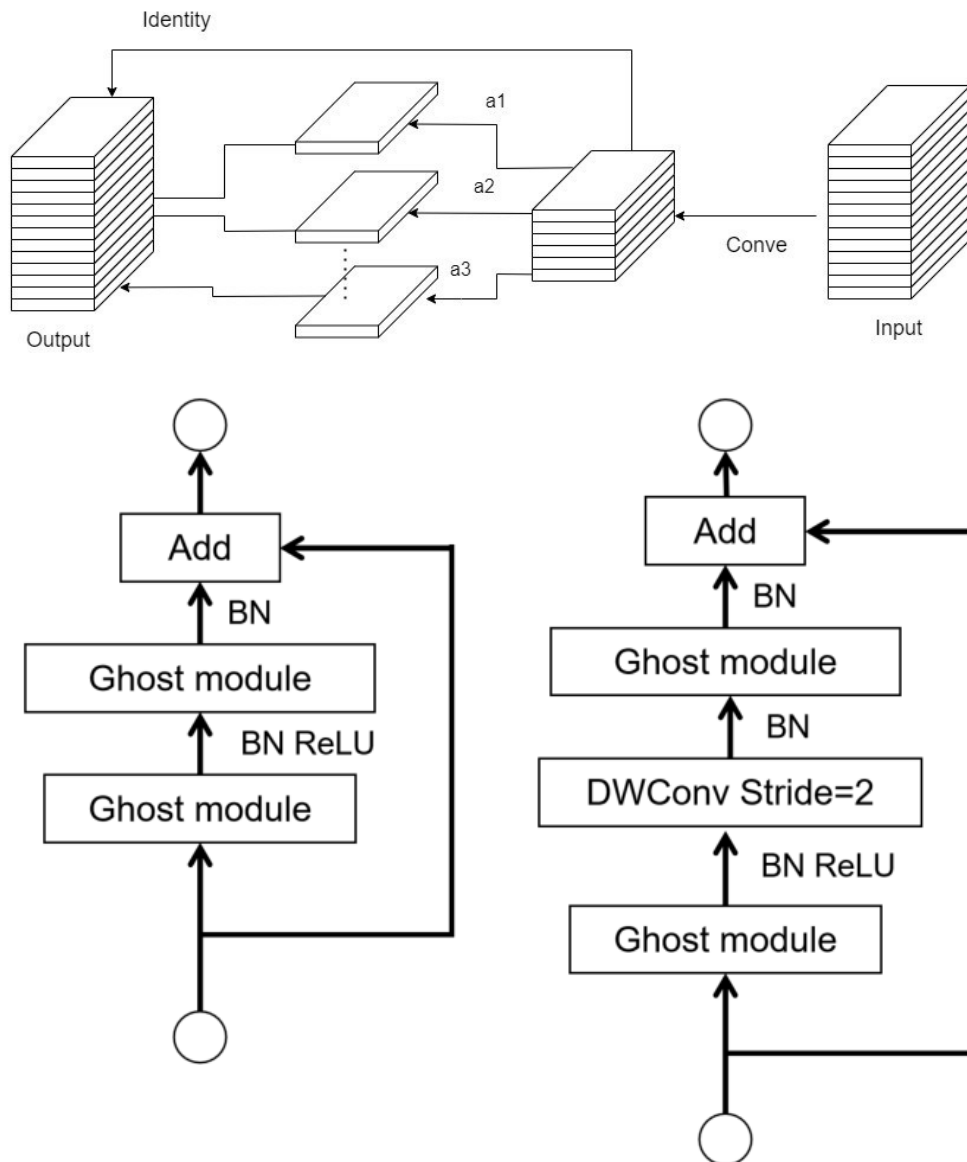 Identity
a1
a2
a3
Conve
Output
Input
Add
BN
Ghost module
BN ReLU
Ghost module
Add
BN
Ghost module
BN
DWConv Stride=2
BN ReLU
Ghost module